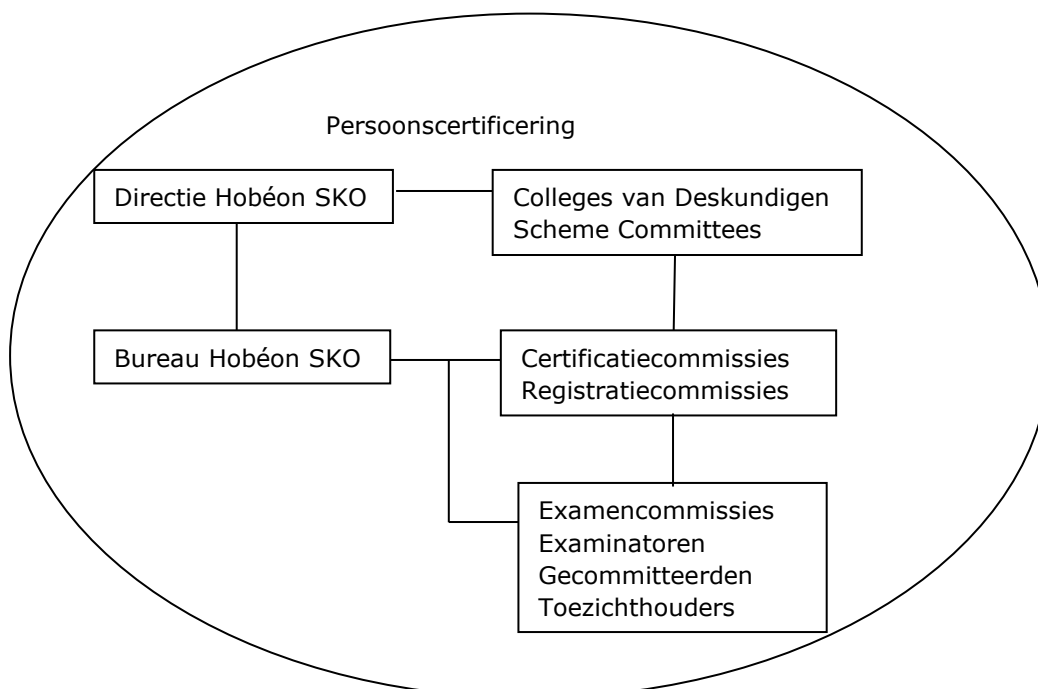 Persoonscertificering
Directie Hobéon SKO
Colleges van Deskundigen
Scheme Committees
Bureau Hobéon SKO
Certificatiecommissies
Registratiecommissies
Examencommissies
Examinatoren
Gecommitteerden
Toezichthouders